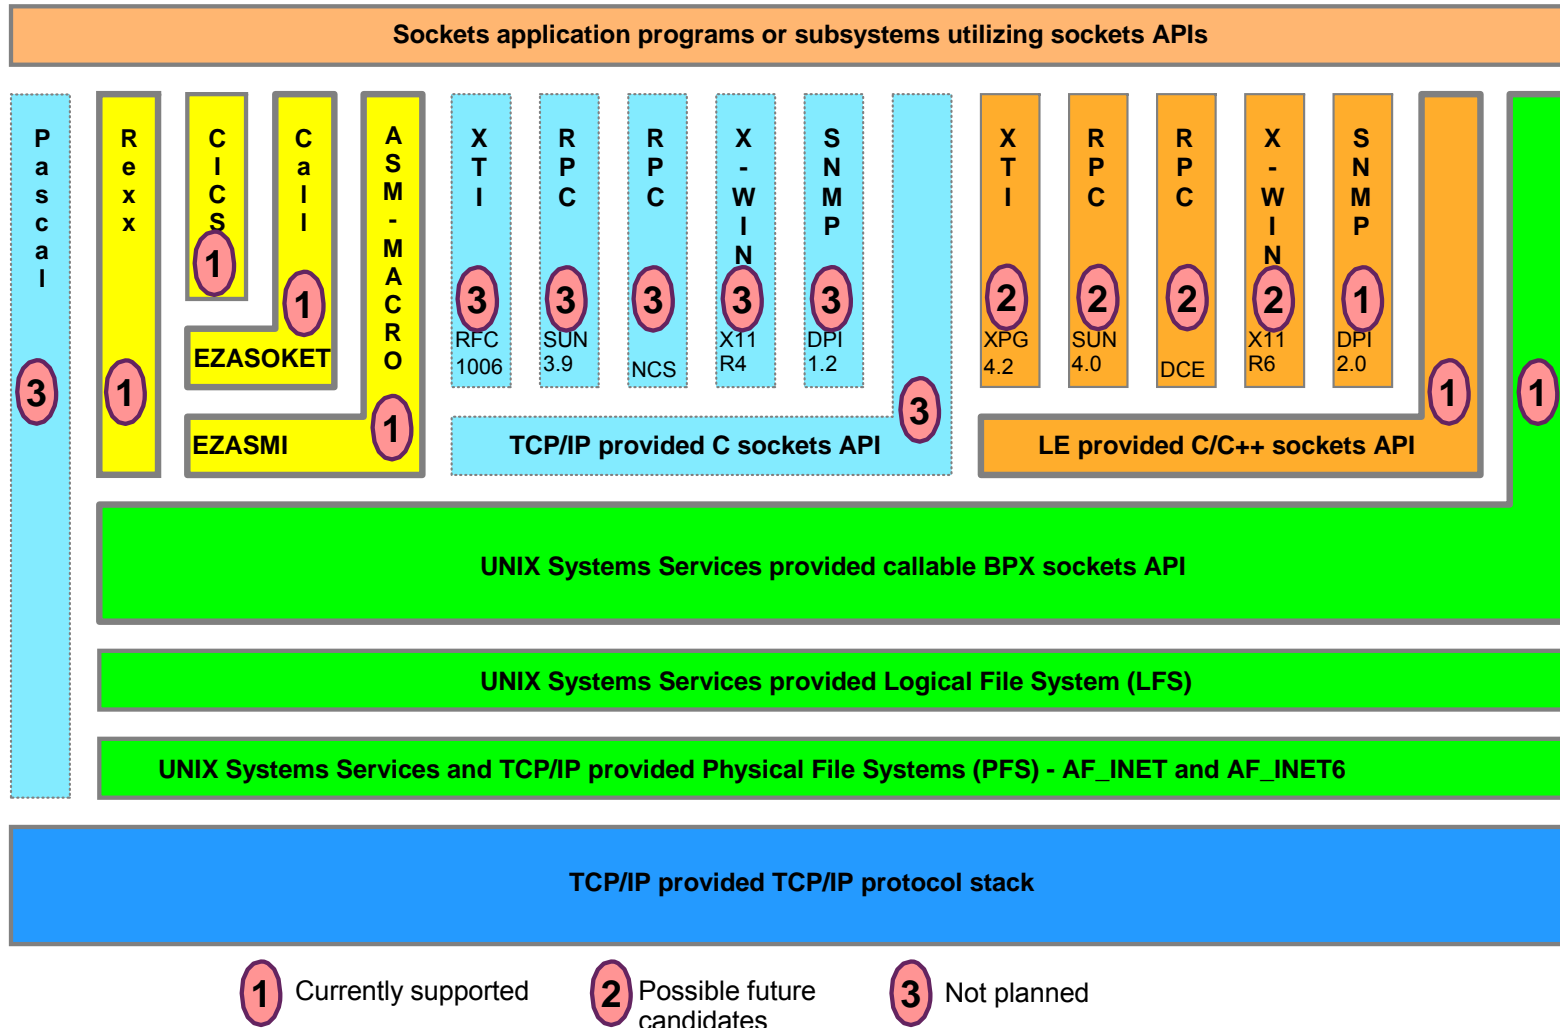 Sockets application programs or subsystems utilizing sockets APIs
Pascal
3
Rexx
1
CICS
1
Call
1
EZASOKET
ASM-MACRO
1
EZASMI
XTI
3
RFC
1006
RPC
3
SUN
3.9
RPC
3
NCS
X-WIN
3
X11
R4
SNMP
3
DPI
1.2
3
TCP/IP provided C sockets API
XTI
2
XPG
4.2
RPC
2
SUN
4.0
RPC
2
DCE
X-WIN
2
X11
R6
SNMP
1
DPI
2.0
1
LE provided C/C++ sockets API
1
UNIX Systems Services provided callable BPX sockets API
UNIX Systems Services provided Logical File System (LFS)
UNIX Systems Services and TCP/IP provided Physical File Systems (PFS) - AF_INET and AF_INET6
TCP/IP provided TCP/IP protocol stack
1 Currently supported
2 Possible future
candidates
3 Not planned